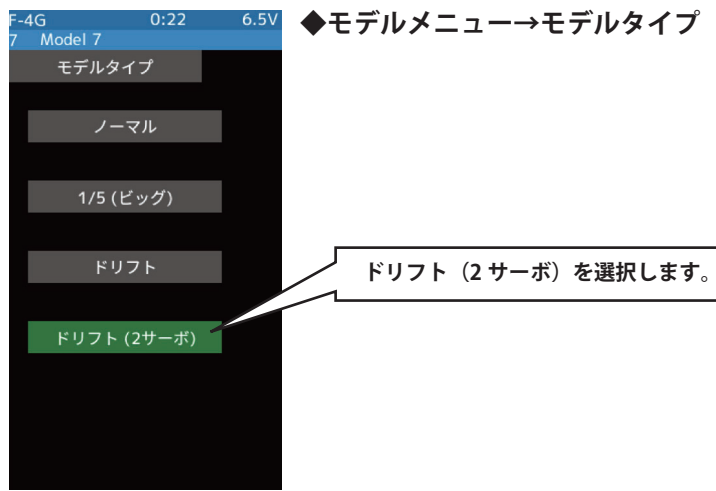 F-4G 0:22 6.5V
7 Model 7
モデルタイプ
ノーマル
1/5 (ビッグ)
ドリフト
ドリフト (2サーボ)
◆モデルメニュー→モデルタイプ
ドリフト（2 サーボ）を選択します。